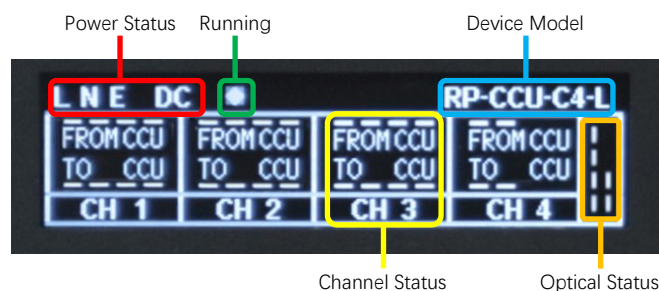 Power Status Running Device Model
LNE DC RP-CCU-C4-L
FROM CCU FROM CCU FROM CCU FROM CCU
TO CCU TO CCU TO CCU TO CCU
CH 1 CH 2 CH 3 CH 4
Channel Status Optical Status